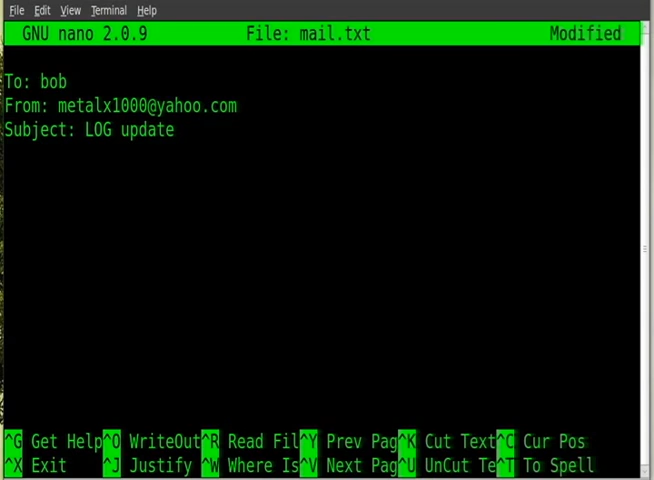 File Edit View Terminal Help
GNU nano 2.0.9 File: mail.txt Modified
To: bob
From: metalx1000@yahoo.com
Subject: LOG update
^G Get Help^O WriteOut^R Read Fil^Y Prev Pag^K Cut Text^C Cur Pos
^X Exit ^J Justify ^W Where Is^V Next Pag^U UnCut Te^T To Spell